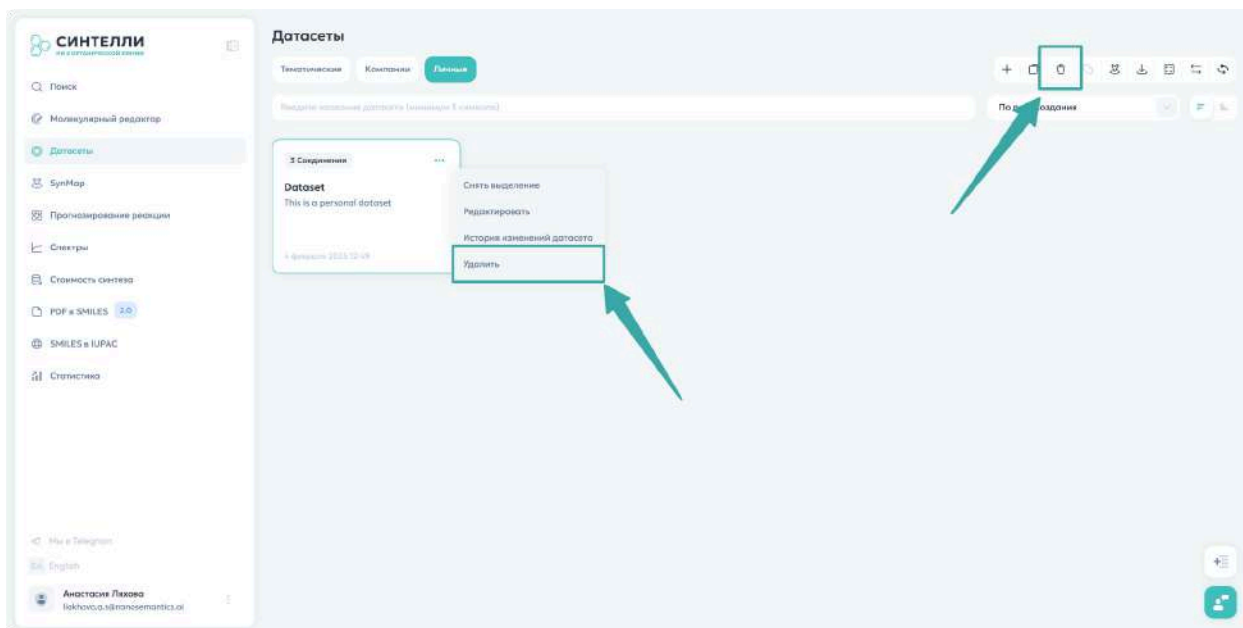 СИНТЕЛЛИ
Датасеты
Тематические
Компании
Личные
Поиск
Молекулярный редактор
Датасеты
SynMap
Прогнозирование реакции
Спектры
Стоимость синтеза
PDF в SMILES 2.0
SMILES в IUPAC
Статистика
Мы в Telegram
English
Анастасия Ляхова
По создания
3 Соединения
Dataset
This is a personal dataset
Снять выделение
Редактировать
История изменений датасета
Удалить